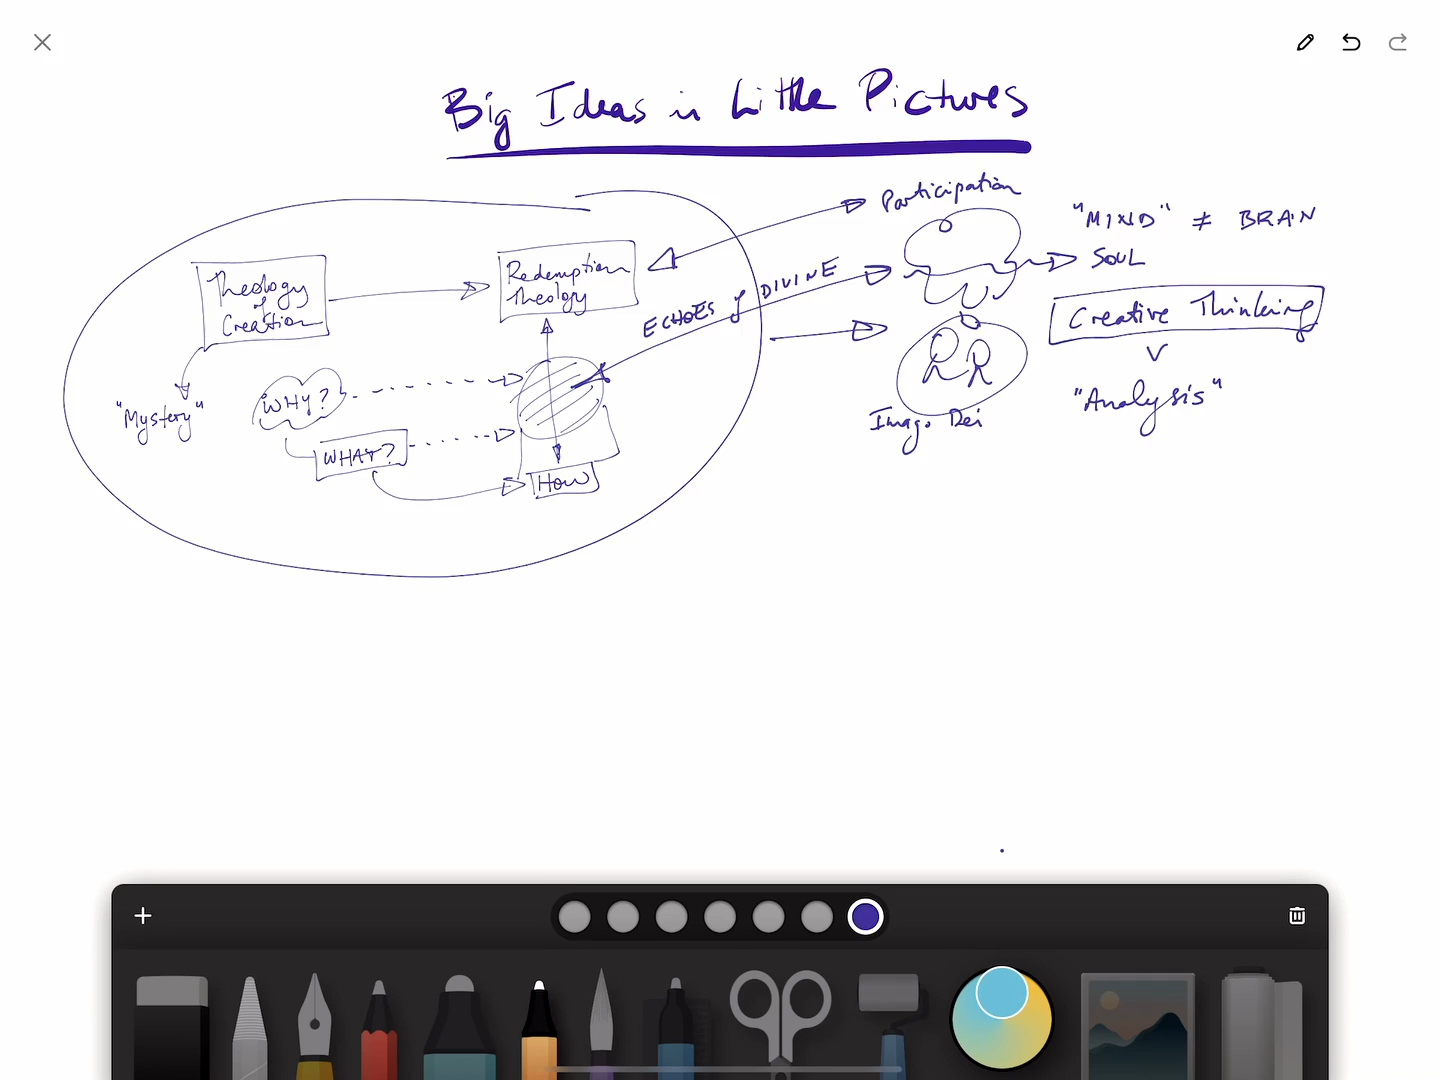 Big Ideas in Little Pictures
Participation
"MIND" ≠ BRAIN
SOUL
Theology
of
Creation
Redemption
Theology
ECHOES of DIVINE
Creative Thinking
V
"Analysis"
"Mystery"
WHY?
WHAT?
How
Imago Dei